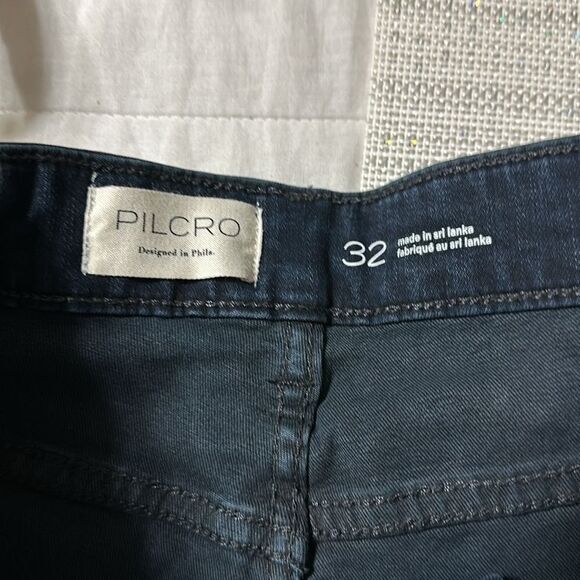 PILCRO
Designed in Phila.
32
made in sri lanka
fabriqué au sri lanka